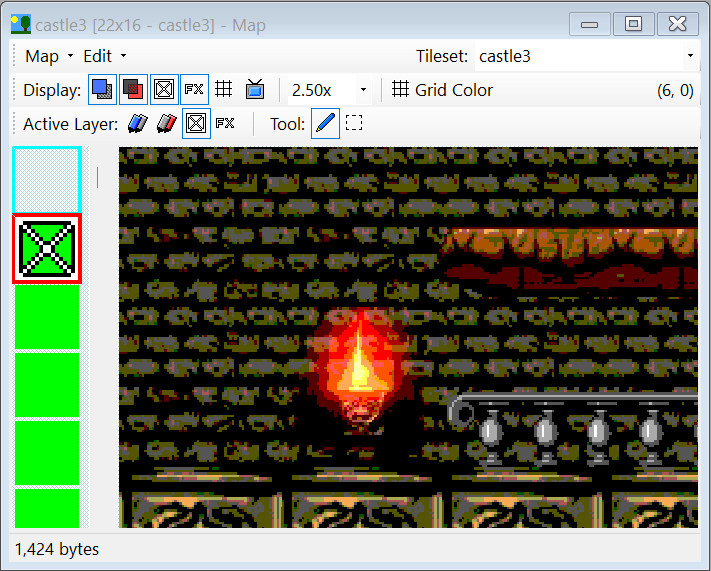 castle3 [22x16 - castle3] - Map
Map Edit Tileset: castle3
Display: FX 2.50x Grid Color (6, 0)
Active Layer: FX Tool:
1,424 bytes